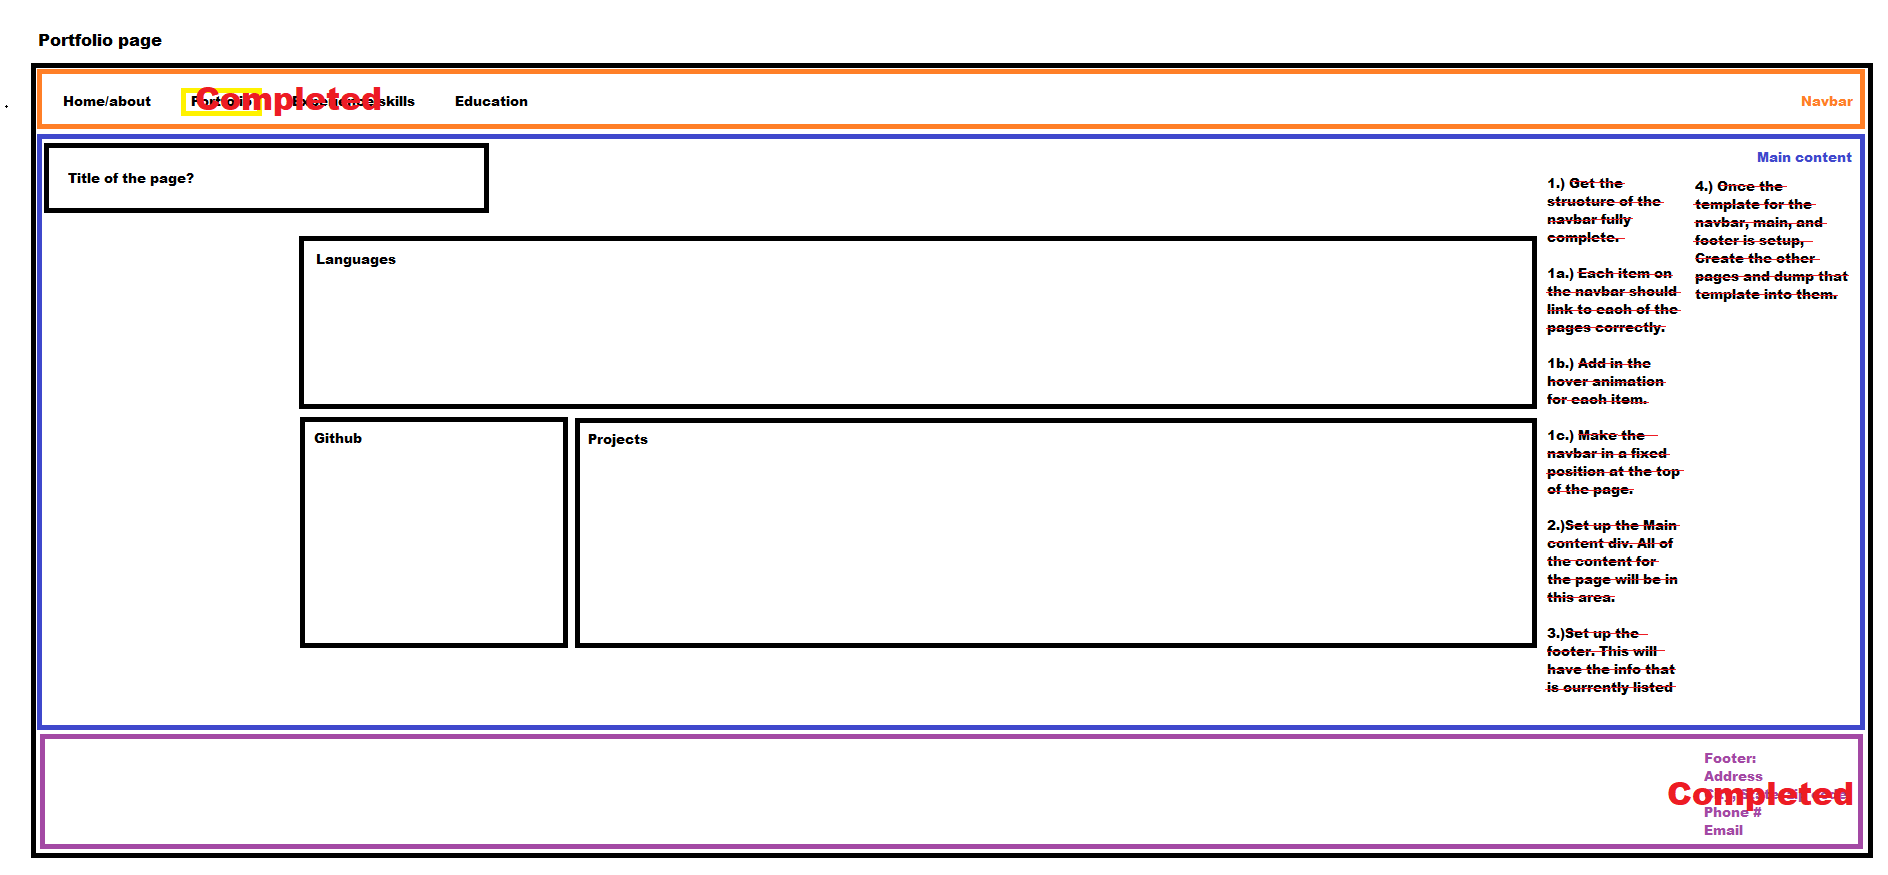 Portfolio page
Home/about
Portfolio
Completed
Experience/skills
Education
Navbar
Main content
Title of the page?
Languages
Github
Projects
1.) Get the
structure of the
navbar fully
complete.
1a.) Each item on
the navbar should
link to each of the
pages correctly.
1b.) Add in the
hover animation
for each item.
1c.) Make the
navbar in a fixed
position at the top
of the page.
2.)Set up the Main
content div. All of
the content for
the page will be in
this area.
3.)Set up the
footer. This will
have the info that
is currently listed
4.) Once the
template for the
navbar, main, and
footer is setup,
Create the other
pages and dump that
template into them.
Footer:
Address
Completed
Phone #
Email